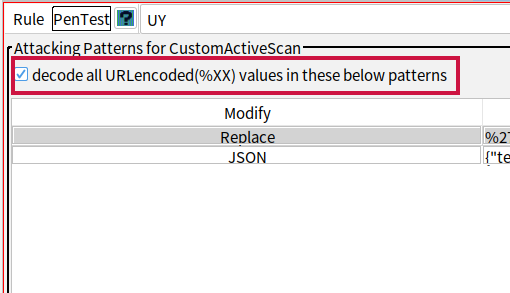 Rule PenTest ? UY
Attacking Patterns for CustomActiveScan
decode all URLencoded(%XX) values in these below patterns
Modify
Replace %27
JSON {"te